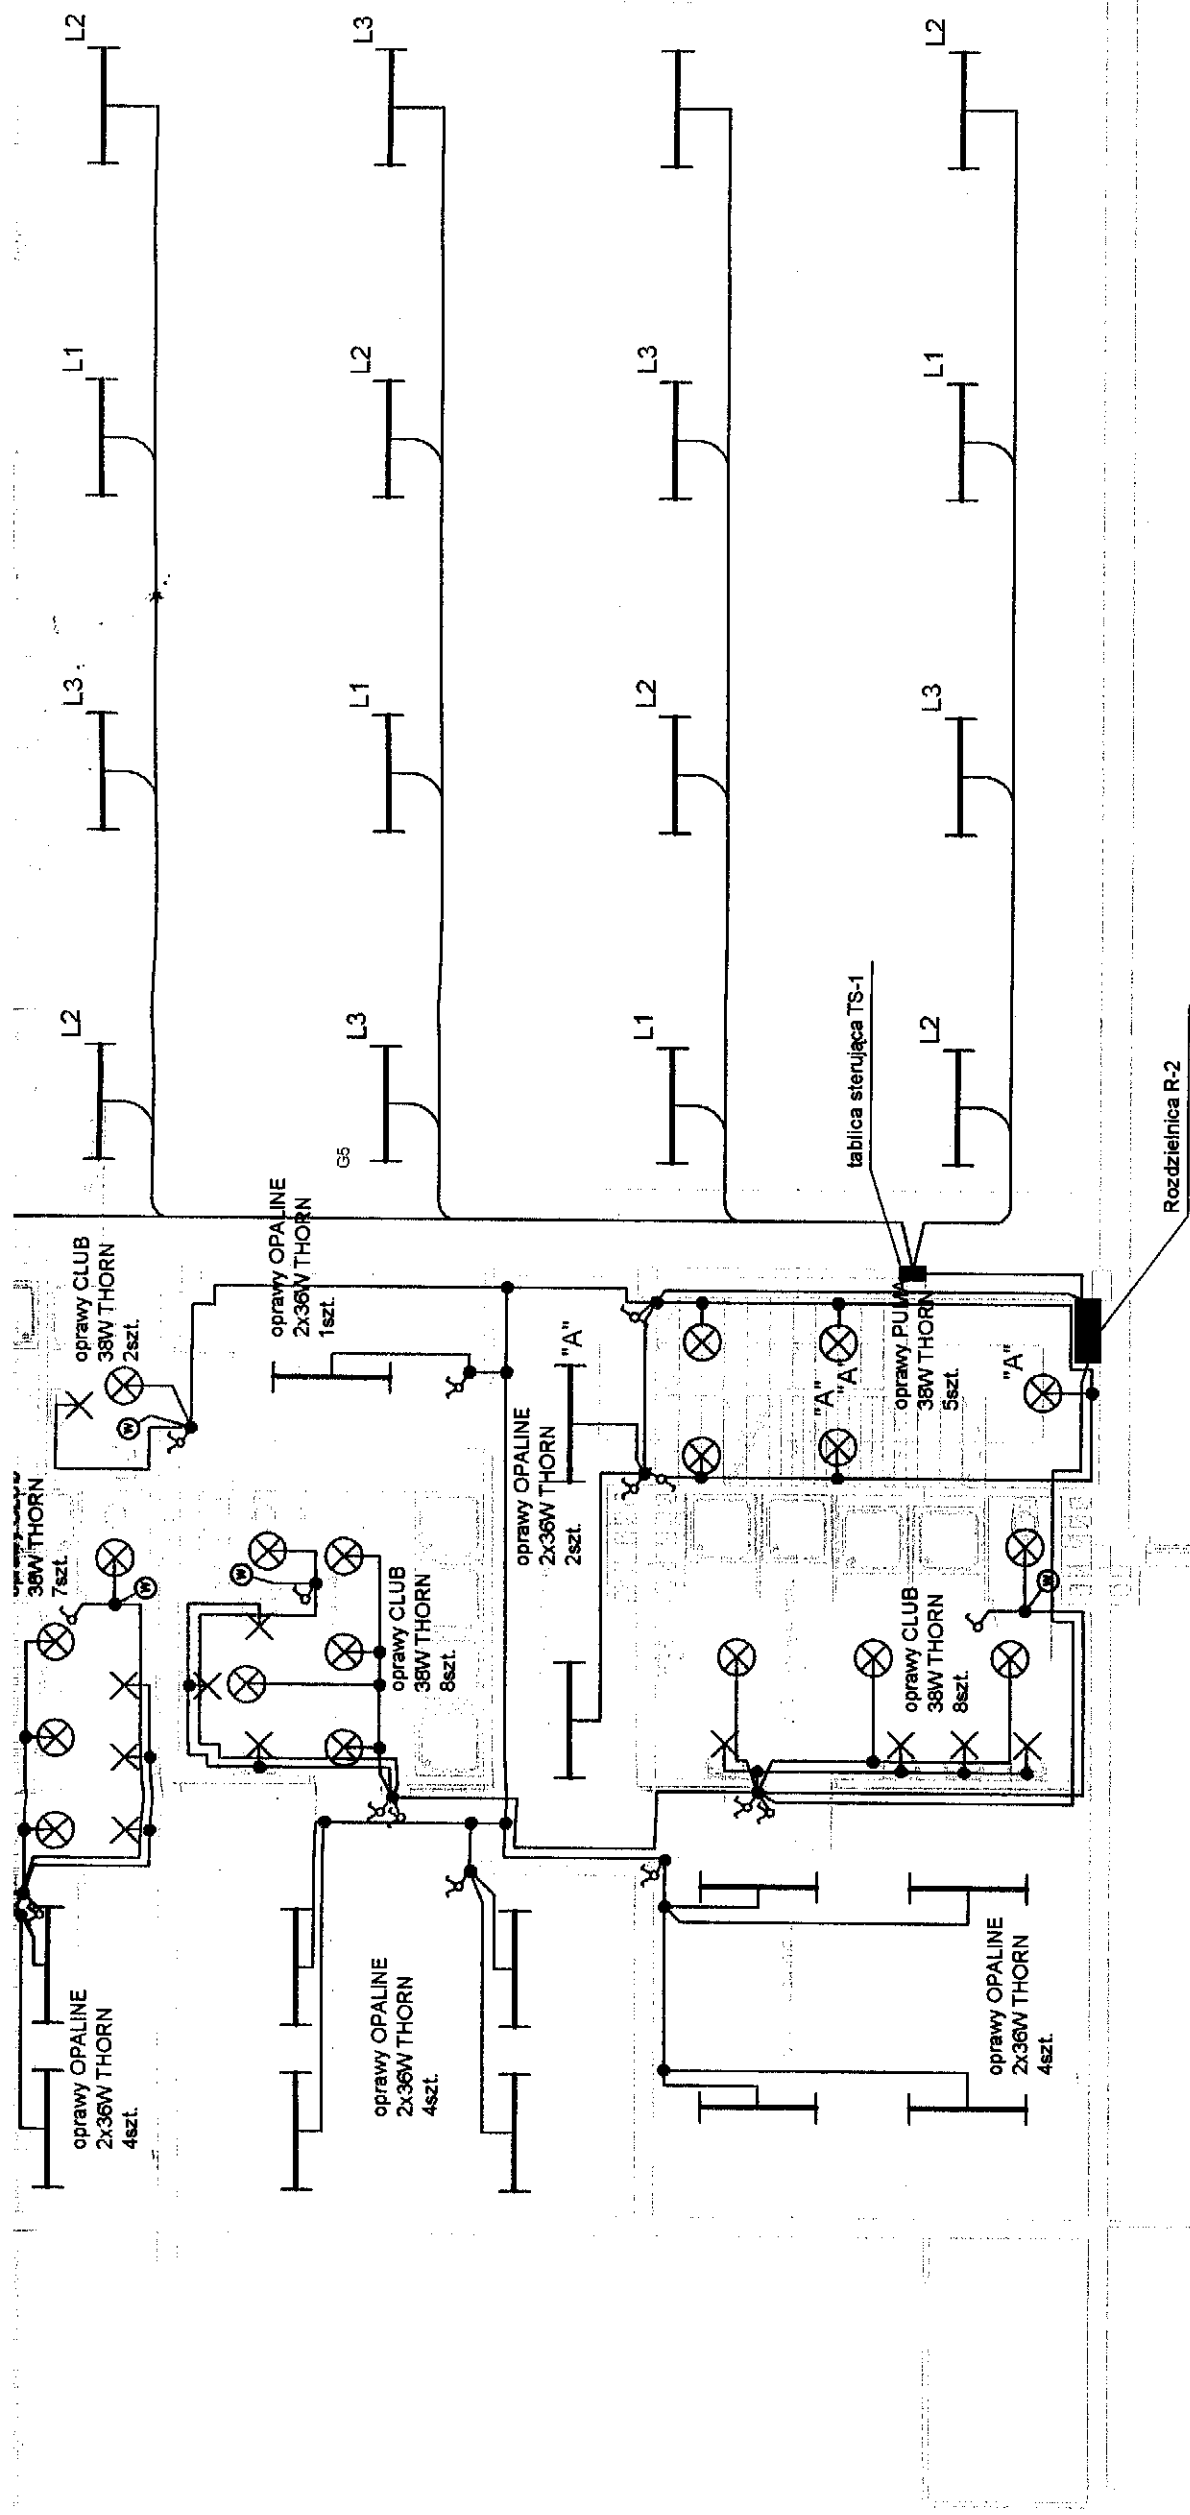 L2
L3
L2
L1
L2
L3
L1
L3
L1
L2
L3
L2
L3
L1
L2
G5
oprawy CLUB
38W THORN
2szt.
oprawy OPALINE
2x36W THORN
1szt.
tablica sterująca TS-1
Rozdzielnica R-2
38W THORN
7szt.
W
oprawy OPALINE
2x36W THORN
2szt.
"A"
oprawy PUMA
38W THORN
5szt.
"A"
"A"
"A"
W
W
oprawy CLUB
38W THORN
8szt.
oprawy CLUB
38W THORN
8szt.
W
oprawy OPALINE
2x36W THORN
4szt.
oprawy OPALINE
2x36W THORN
4szt.
oprawy OPALINE
2x36W THORN
4szt.